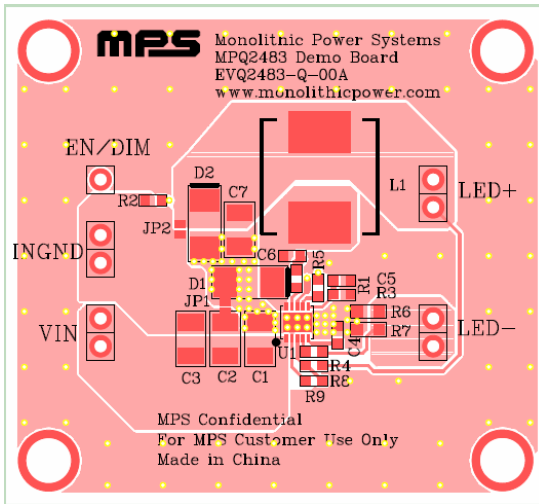 mps Monolithic Power Systems
MPQ2483 Demo Board
EVQ2483-Q-00A
www.monolithicpower.com
EN/DIM
D2
C7
L1
LED+
R2
JP2
INGND
C6
R5
D1
R1
C5
R3
JP1
VIN
R6
R7
LED-
C4
U1
C3
C2
C1
R4
R8
R9
MPS Confidential
For MPS Customer Use Only
Made in China